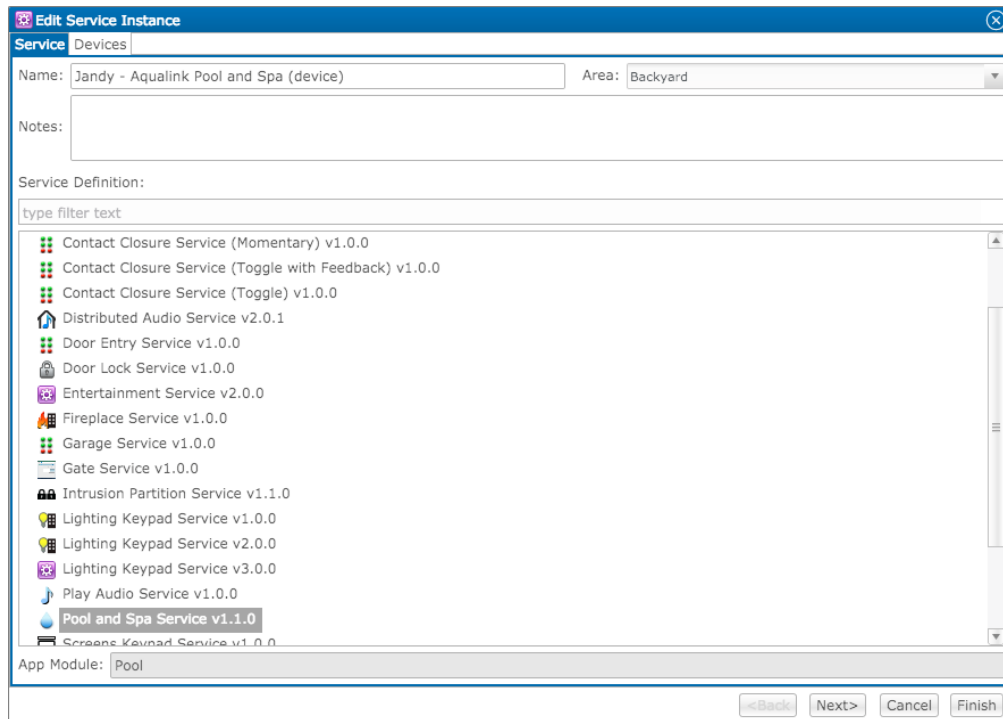 Edit Service Instance
Service Devices
Name: Jandy - Aqualink Pool and Spa (device) Area: Backyard
Notes:
Service Definition:
type filter text
Contact Closure Service (Momentary) v1.0.0
Contact Closure Service (Toggle with Feedback) v1.0.0
Contact Closure Service (Toggle) v1.0.0
Distributed Audio Service v2.0.1
Door Entry Service v1.0.0
Door Lock Service v1.0.0
Entertainment Service v2.0.0
Fireplace Service v1.0.0
Garage Service v1.0.0
Gate Service v1.0.0
Intrusion Partition Service v1.1.0
Lighting Keypad Service v1.0.0
Lighting Keypad Service v2.0.0
Lighting Keypad Service v3.0.0
Play Audio Service v1.0.0
Pool and Spa Service v1.1.0
Screens Keypad Service v1.0.0
App Module: Pool
<Back Next> Cancel Finish